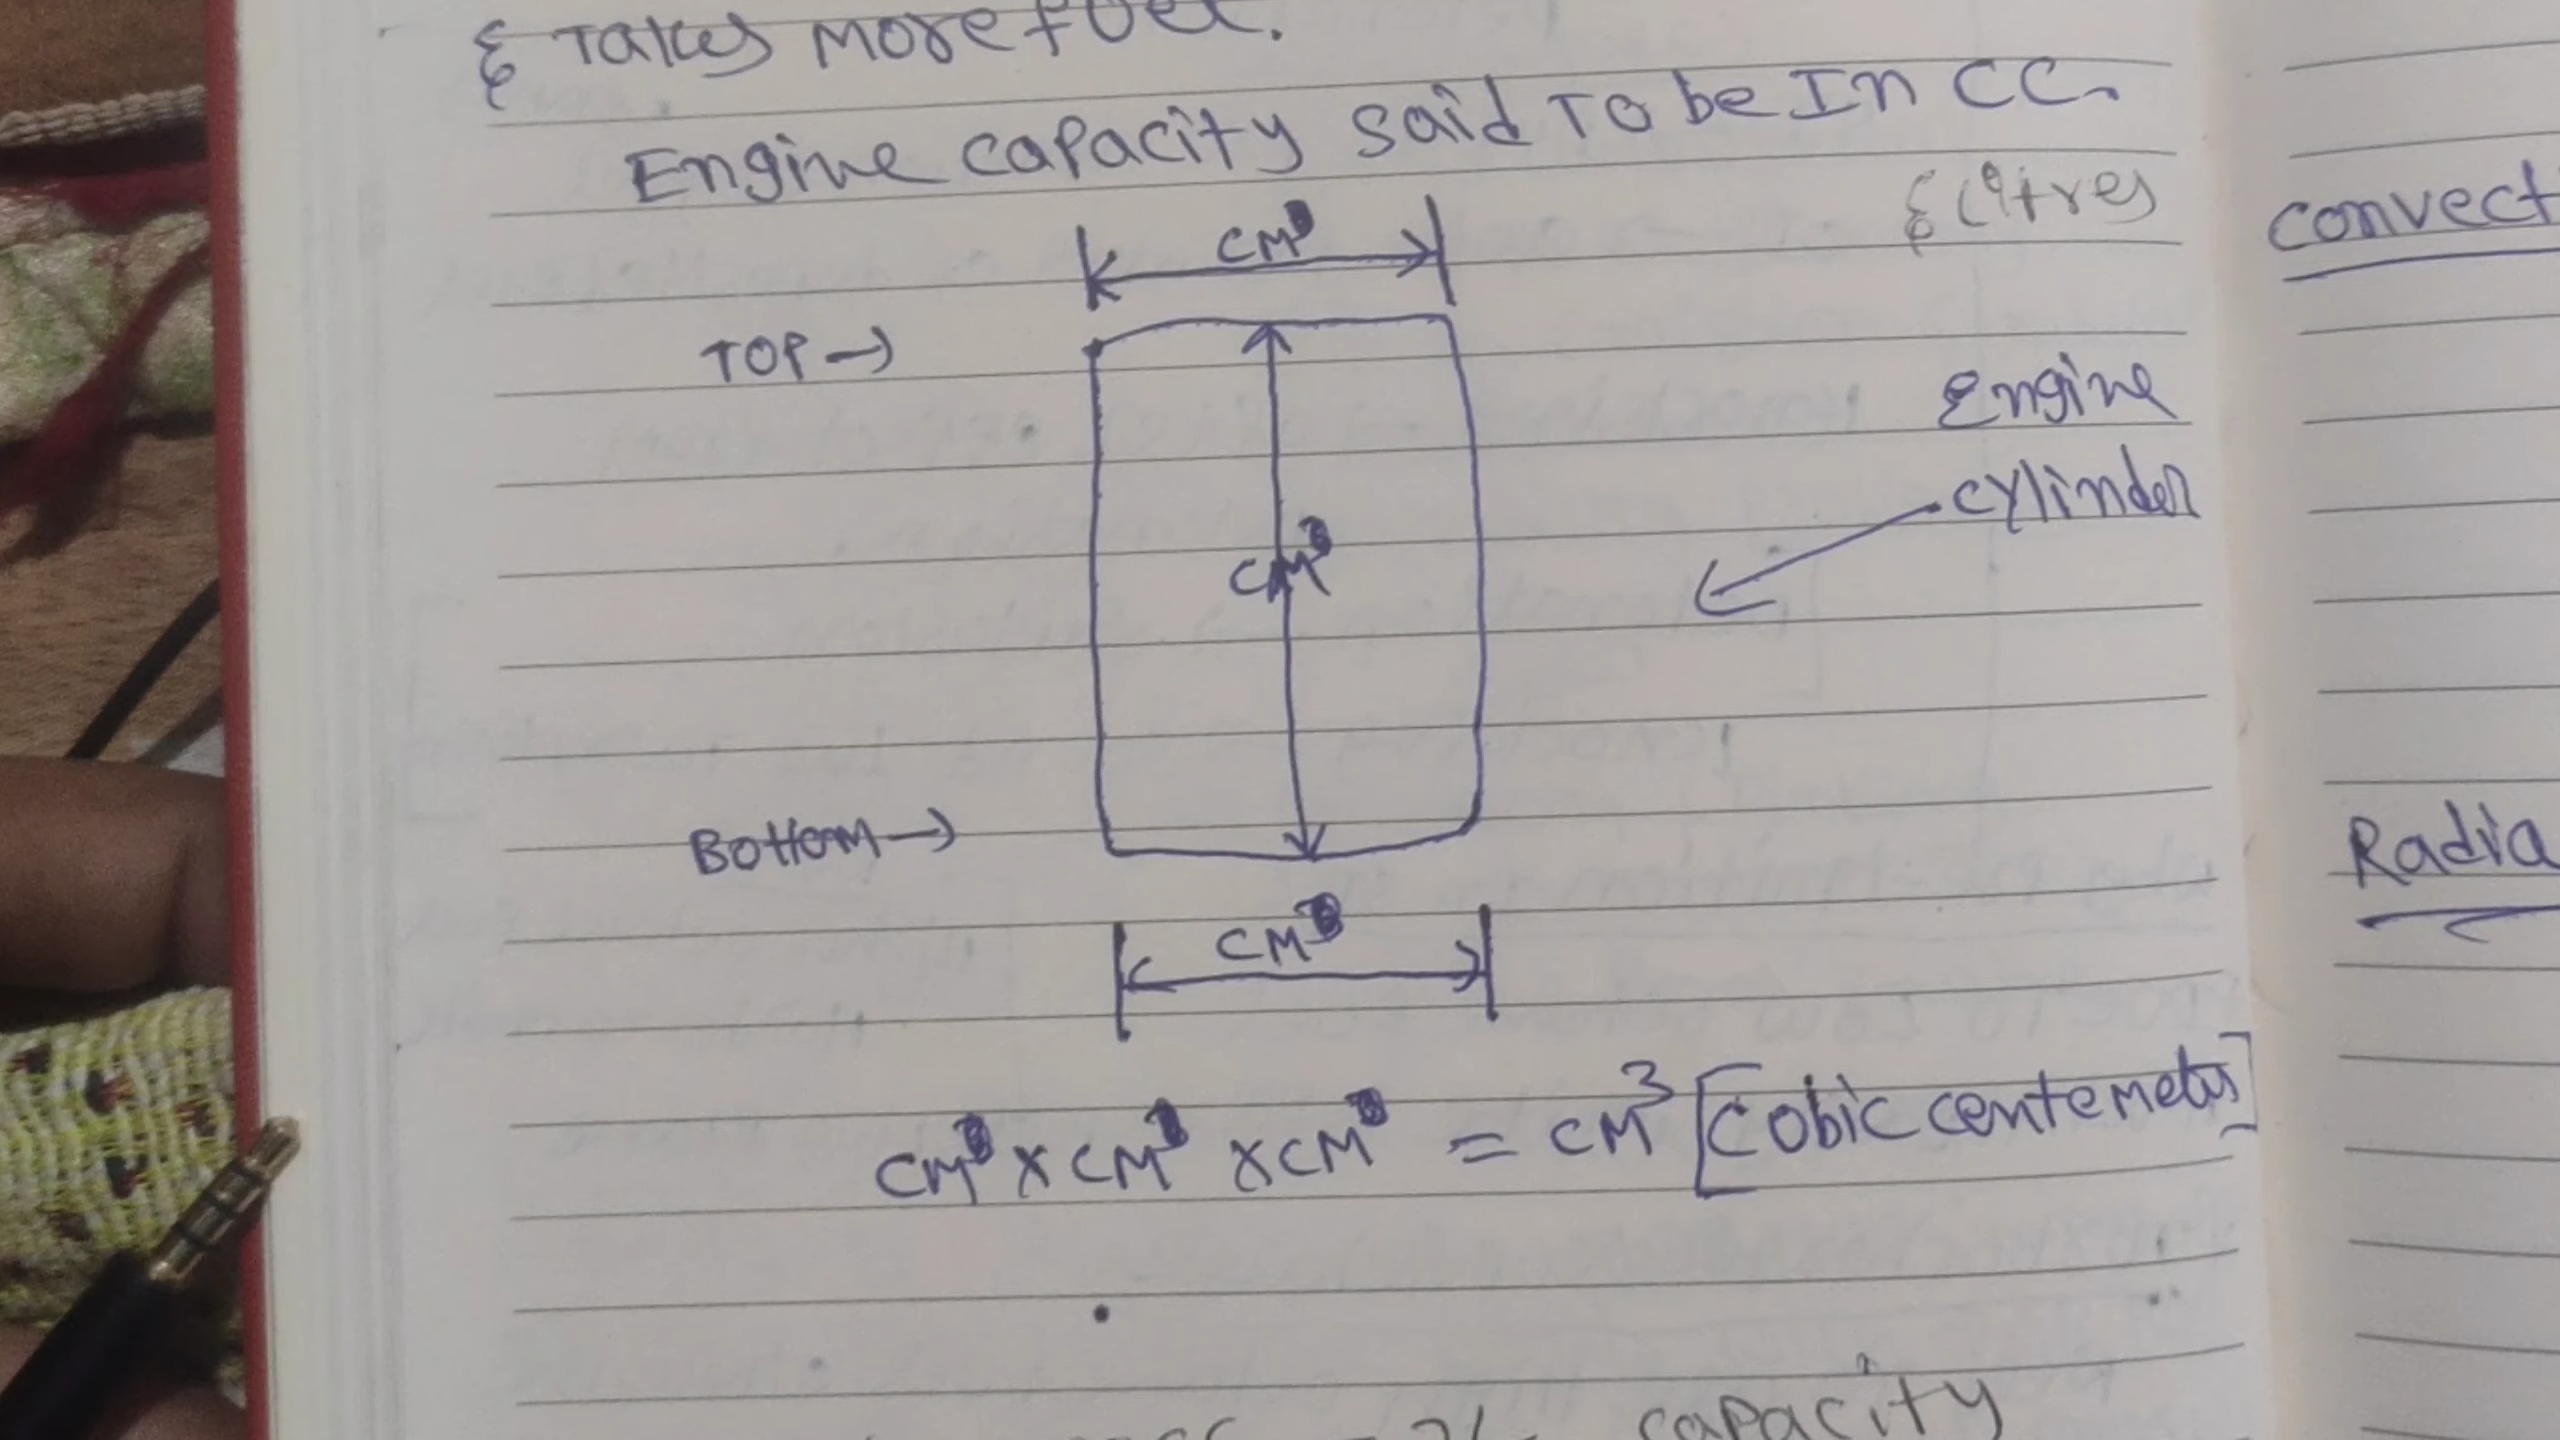 & Takes more fuel.
Engine capacity said To be In CC.
& litres
CM
TOP →
Engine
cylinder
CM
Bottom →
CM
CM x CM x CM = CM³ [Cobic centemeters]
capacity
convect
Radia